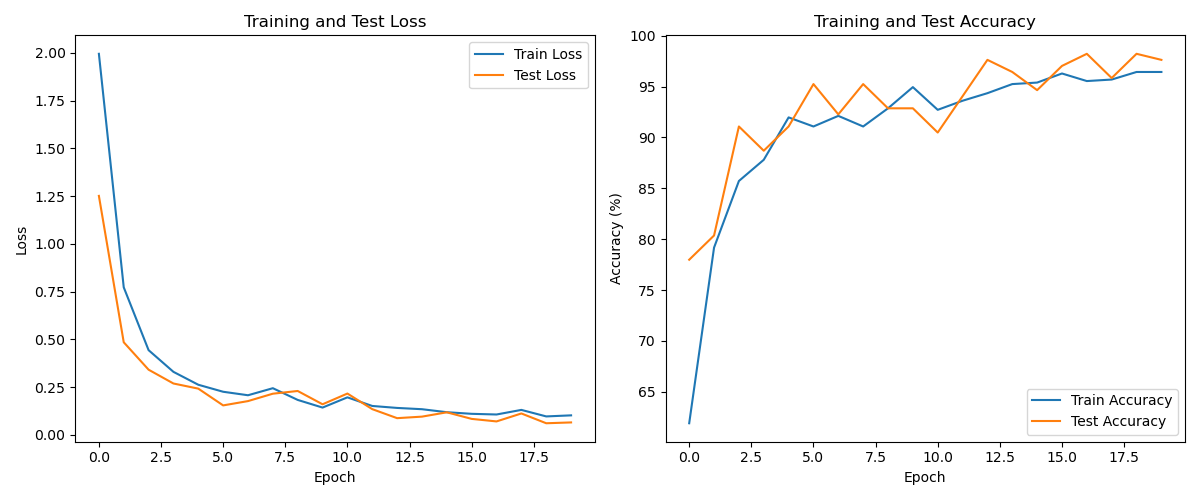 Training and Test Loss
Train Loss
Test Loss
2.00
1.75
1.50
1.25
1.00
0.75
0.50
0.25
0.00
Loss
0.0 2.5 5.0 7.5 10.0 12.5 15.0 17.5
Epoch
Training and Test Accuracy
100
95
90
85
80
75
70
65
Accuracy (%)
Train Accuracy
Test Accuracy
0.0 2.5 5.0 7.5 10.0 12.5 15.0 17.5
Epoch